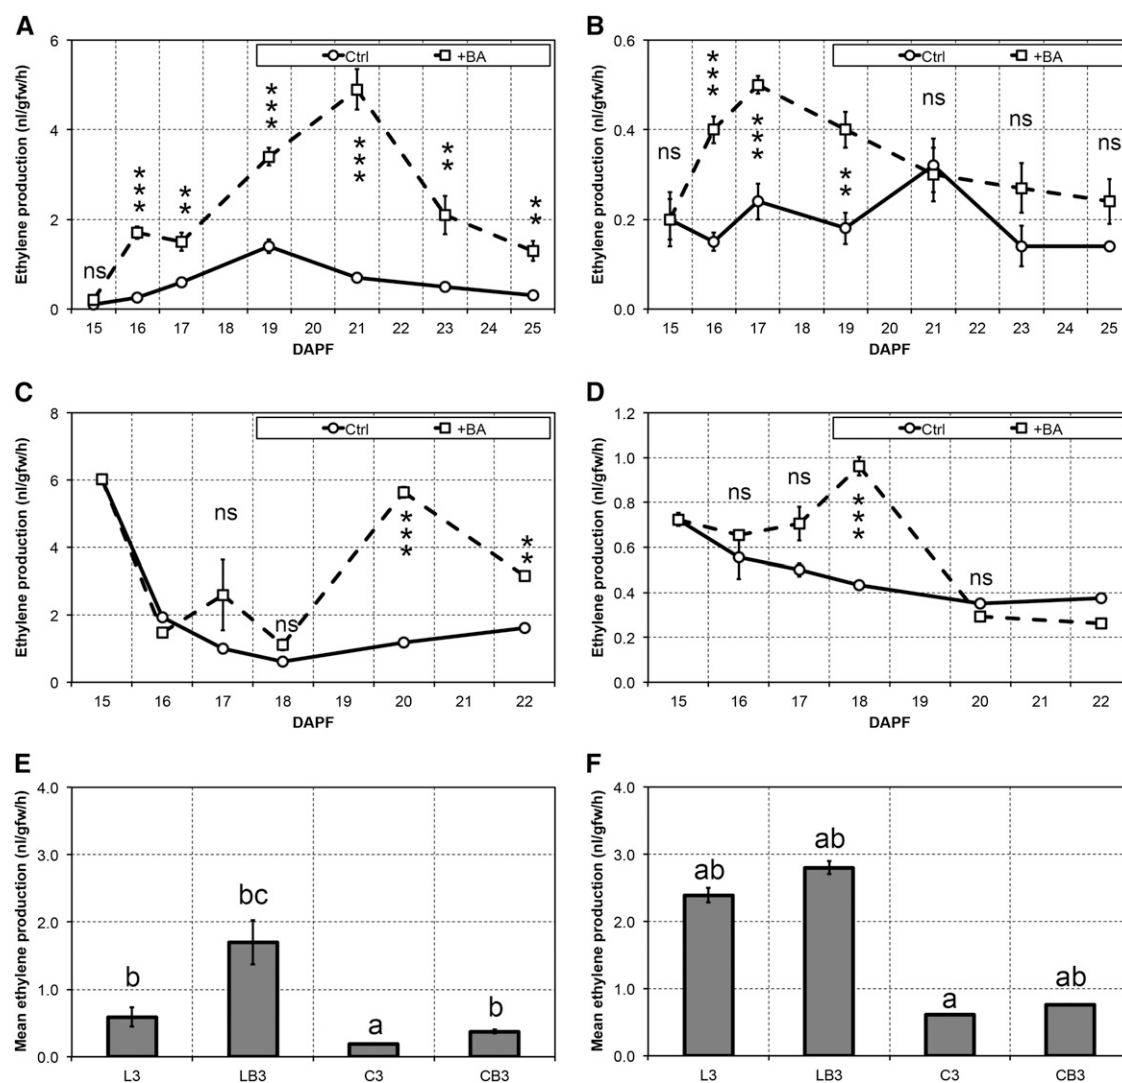 A
Ctrl +BA
Ethylene production (nl/gfw/h)
6
4
2
0
ns
***
**
***
***
**
**
15 16 17 18 19 20 21 22 23 24 25
DAPF
B
Ctrl +BA
Ethylene production (nl/gfw/h)
0.6
0.4
0.2
0.0
ns
***
***
**
ns
ns
ns
15 16 17 18 19 20 21 22 23 24 25
DAPF
C
Ctrl +BA
Ethylene production (nl/gfw/h)
8
6
4
2
0
ns
ns
***
**
15 16 17 18 19 20 21 22
DAPF
D
Ctrl +BA
Ethylene production (nl/gfw/h)
1.2
1.0
0.8
0.6
0.4
0.2
0.0
ns
ns
***
ns
15 16 17 18 19 20 21 22
DAPF
E
Mean ethylene production (nl/gfw/h)
4.0
3.0
2.0
1.0
0.0
b bc a b
L3 LB3 C3 CB3
F
Mean ethylene production (nl/gfw/h)
4.0
3.0
2.0
1.0
0.0
ab ab a ab
L3 LB3 C3 CB3